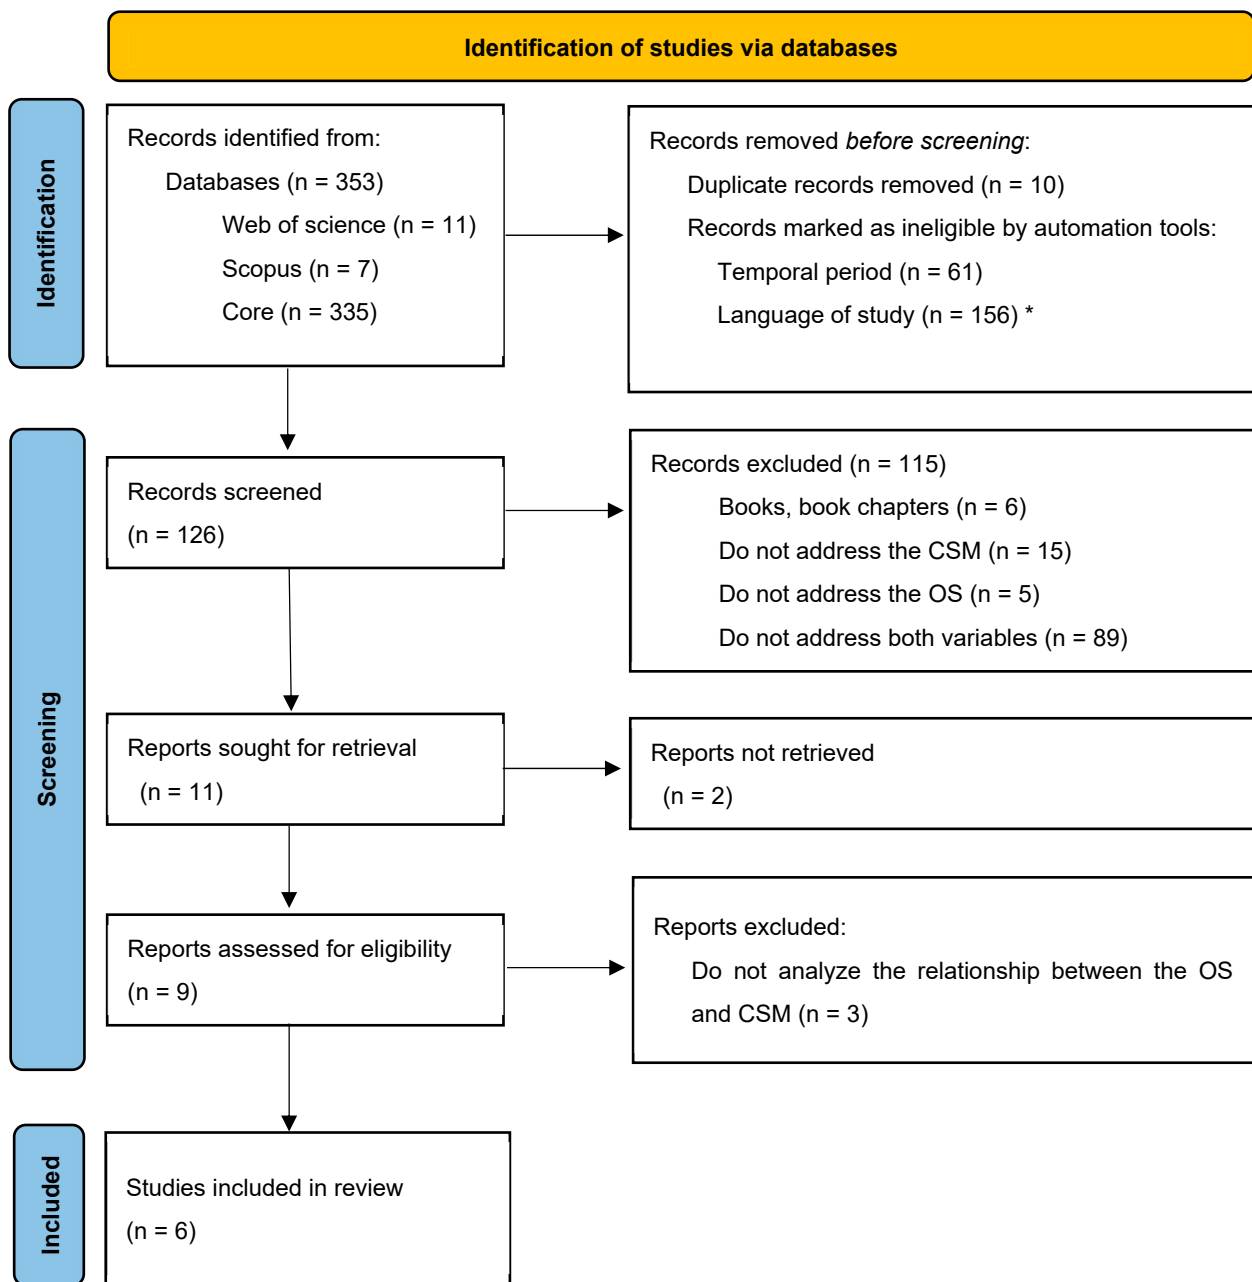 Identification of studies via databases
Identification
Records identified from:
Databases (n = 353)
Web of science (n = 11)
Scopus (n = 7)
Core (n = 335)
Records removed before screening:
Duplicate records removed (n = 10)
Records marked as ineligible by automation tools:
Temporal period (n = 61)
Language of study (n = 156) *
Screening
Records screened
(n = 126)
Records excluded (n = 115)
Books, book chapters (n = 6)
Do not address the CSM (n = 15)
Do not address the OS (n = 5)
Do not address both variables (n = 89)
Reports sought for retrieval
(n = 11)
Reports not retrieved
(n = 2)
Reports assessed for eligibility
(n = 9)
Reports excluded:
Do not analyze the relationship between the OS
and CSM (n = 3)
Included
Studies included in review
(n = 6)